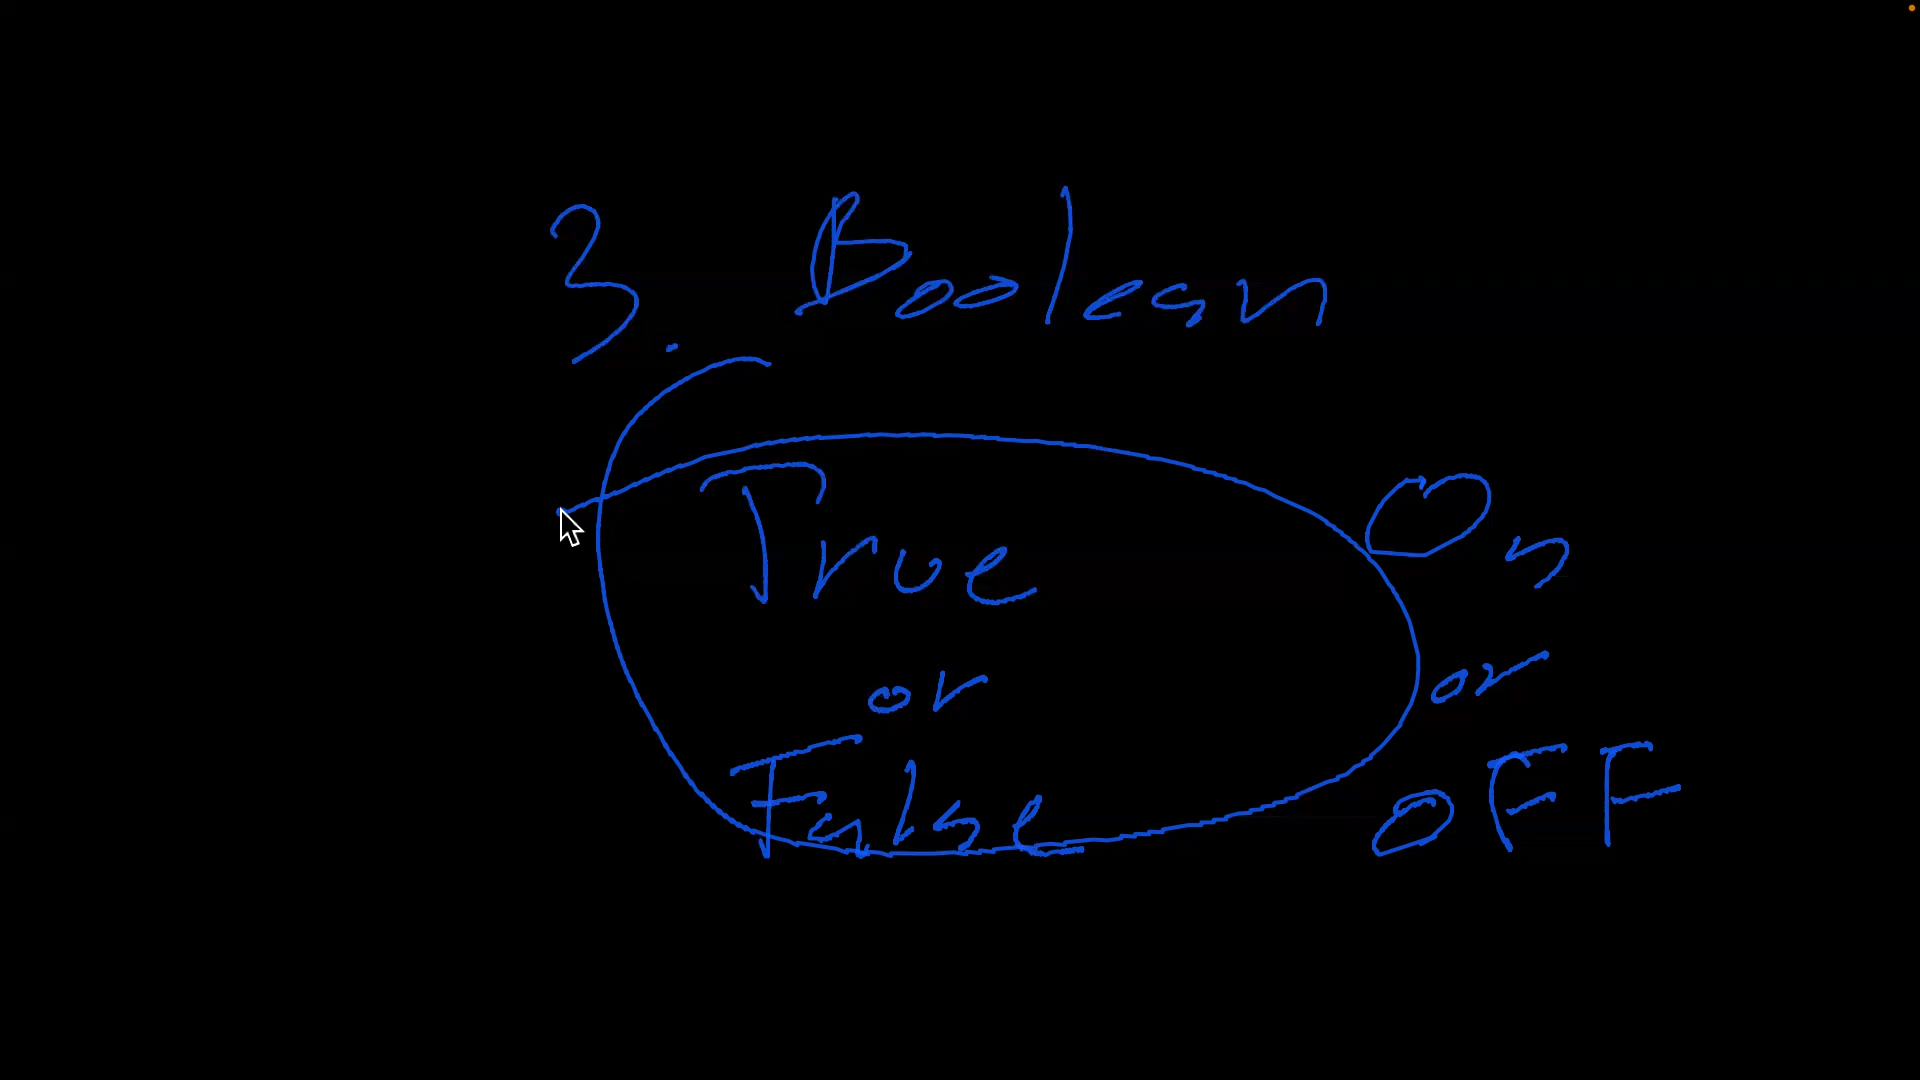 3. Boolean
True
or
False
On
or
OFF